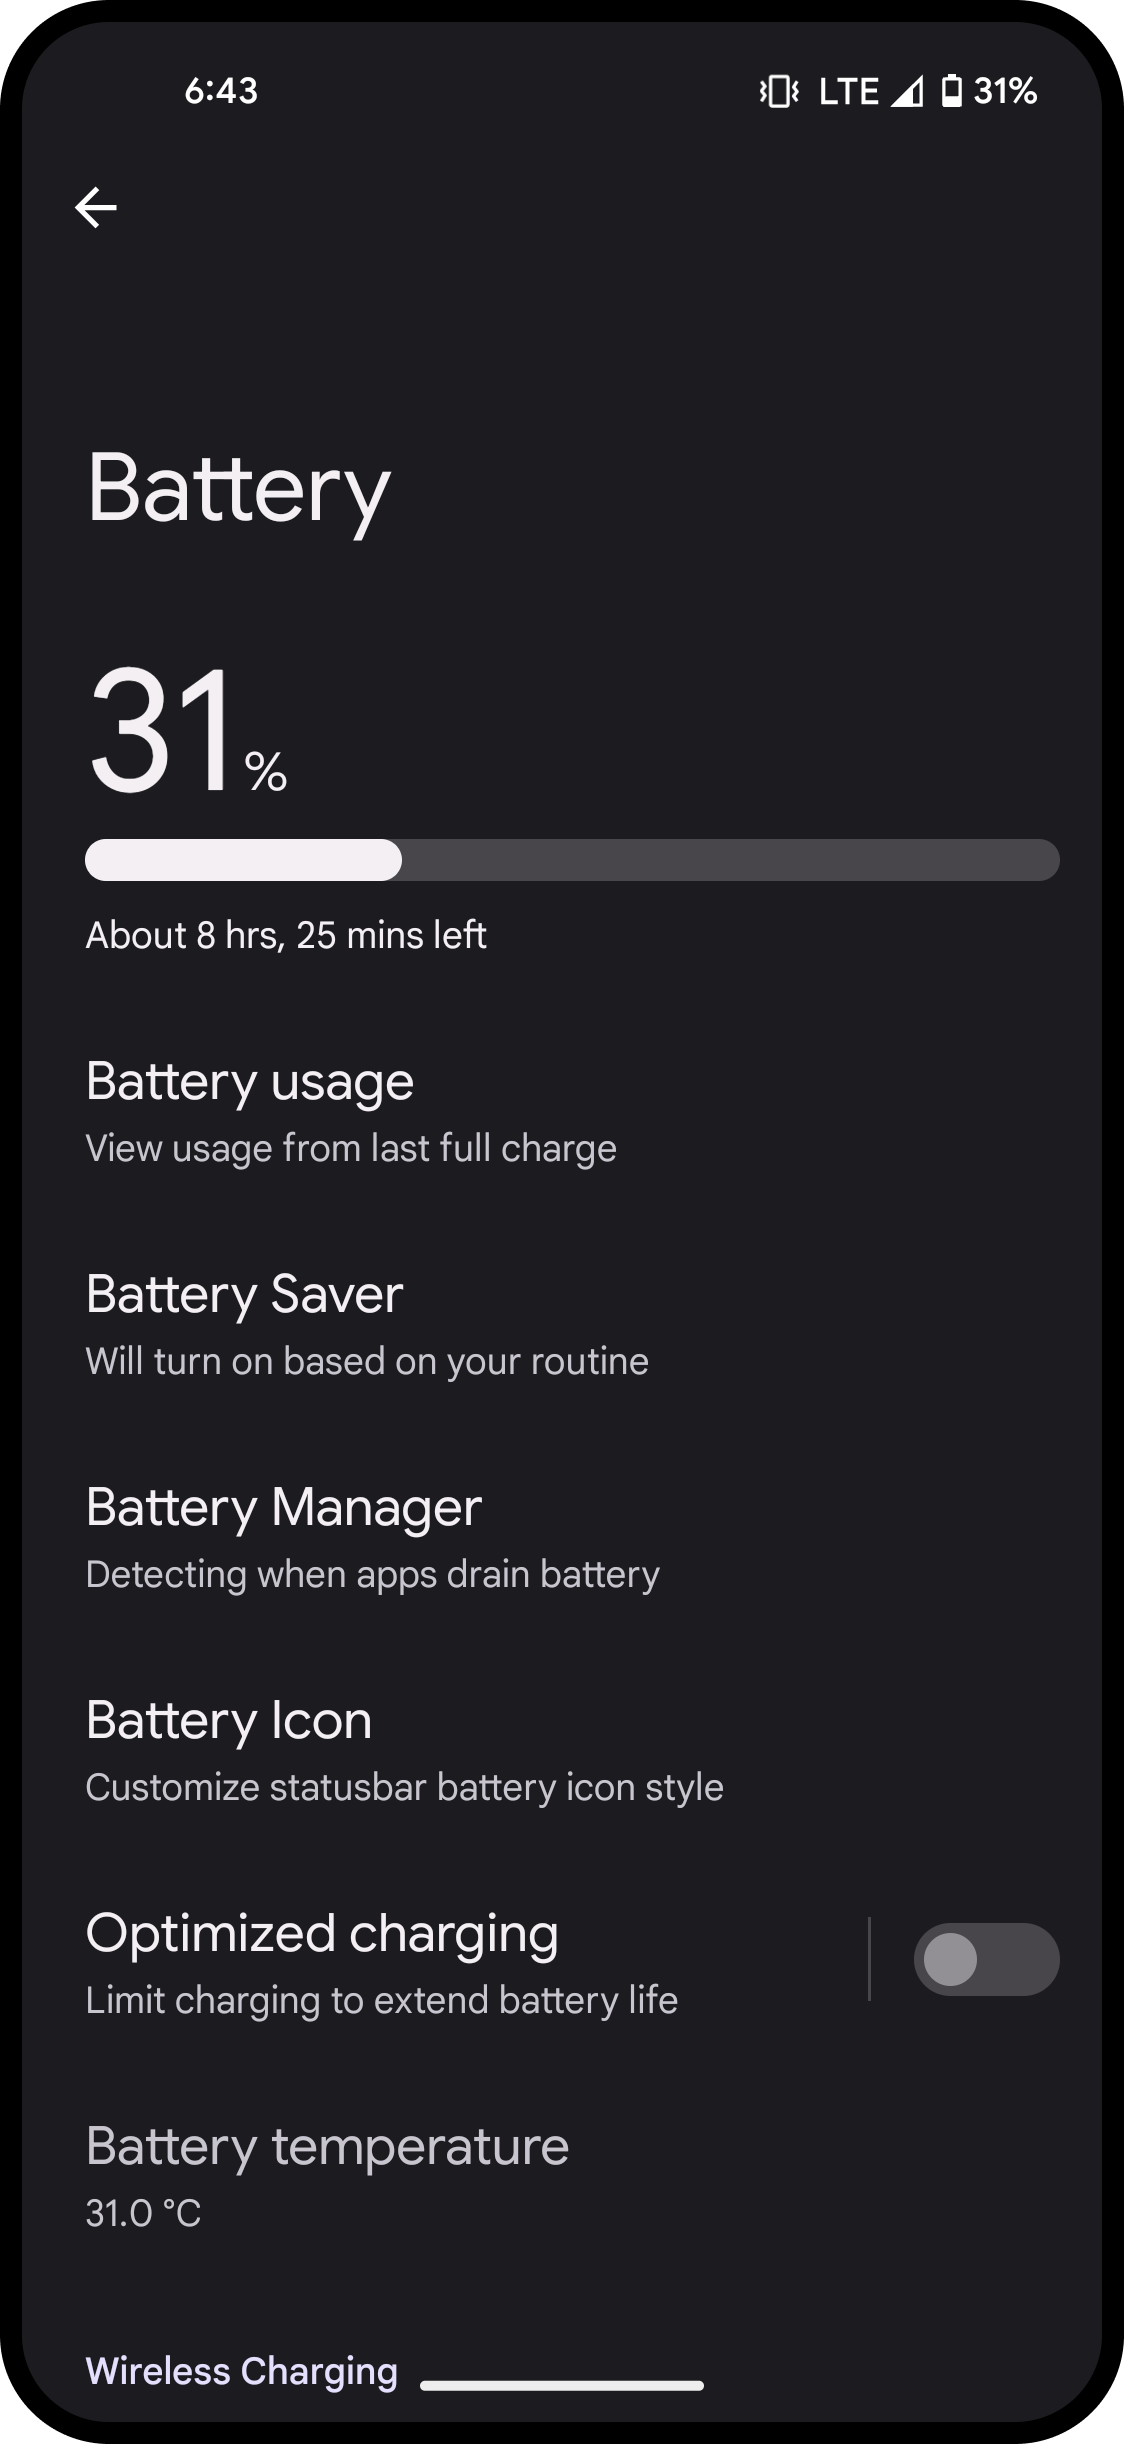 6:43 LTE 31%
Battery
31%
About 8 hrs, 25 mins left
Battery usage
View usage from last full charge
Battery Saver
Will turn on based on your routine
Battery Manager
Detecting when apps drain battery
Battery Icon
Customize statusbar battery icon style
Optimized charging
Limit charging to extend battery life
Battery temperature
31.0 °C
Wireless Charging